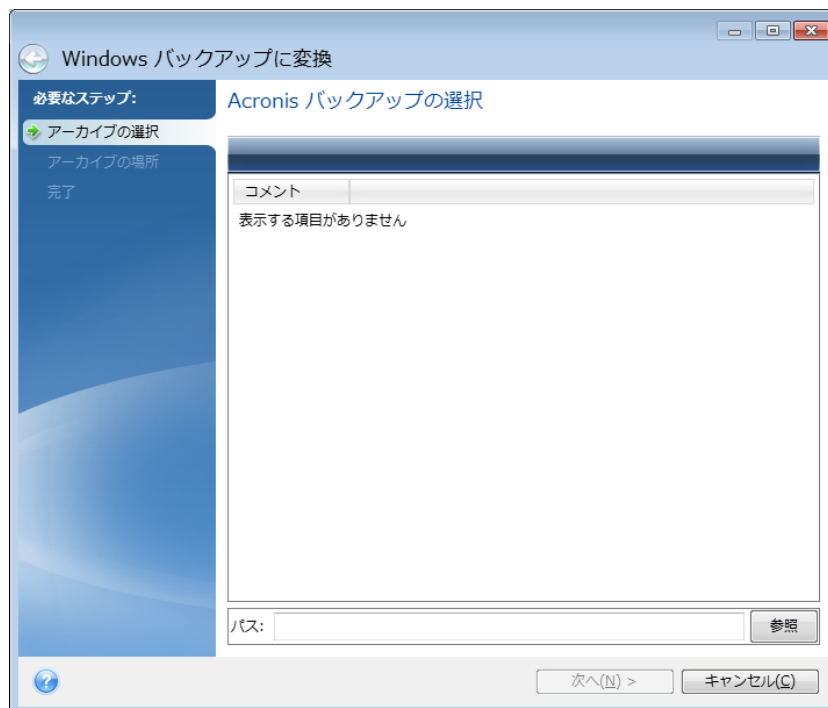 Windows バックアップに変換
必要なステップ:
アーカイブの選択
アーカイブの場所
完了
Acronis バックアップの選択
コメント
表示する項目がありません
パス:
参照
次へ(N) >
キャンセル(C)